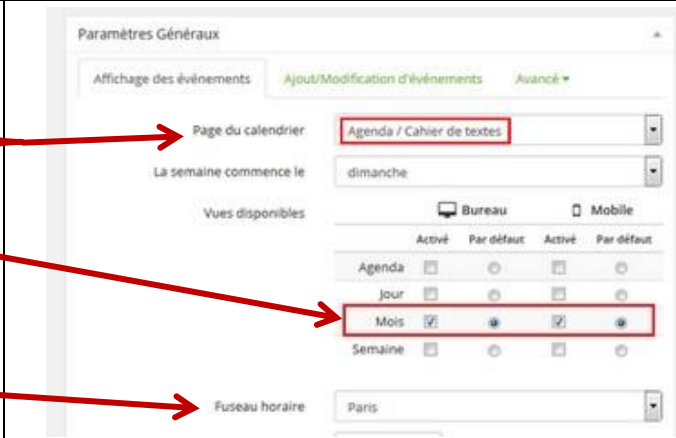 Paramètres Généraux
Affichage des événements Ajout/Modification d'événements Avancé
Page du calendrier Agenda / Cahier de textes
La semaine commence le dimanche
Vues disponibles Bureau Mobile
Activé Par défaut Activé Par défaut
Agenda
Jour
Mois
Semaine
Fuseau horaire Paris